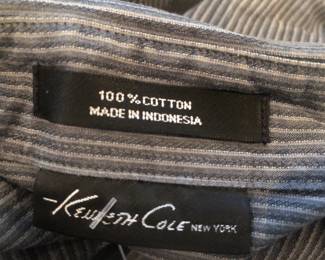 100% COTTON
MADE IN INDONESIA
KENNETH COLE NEW YORK